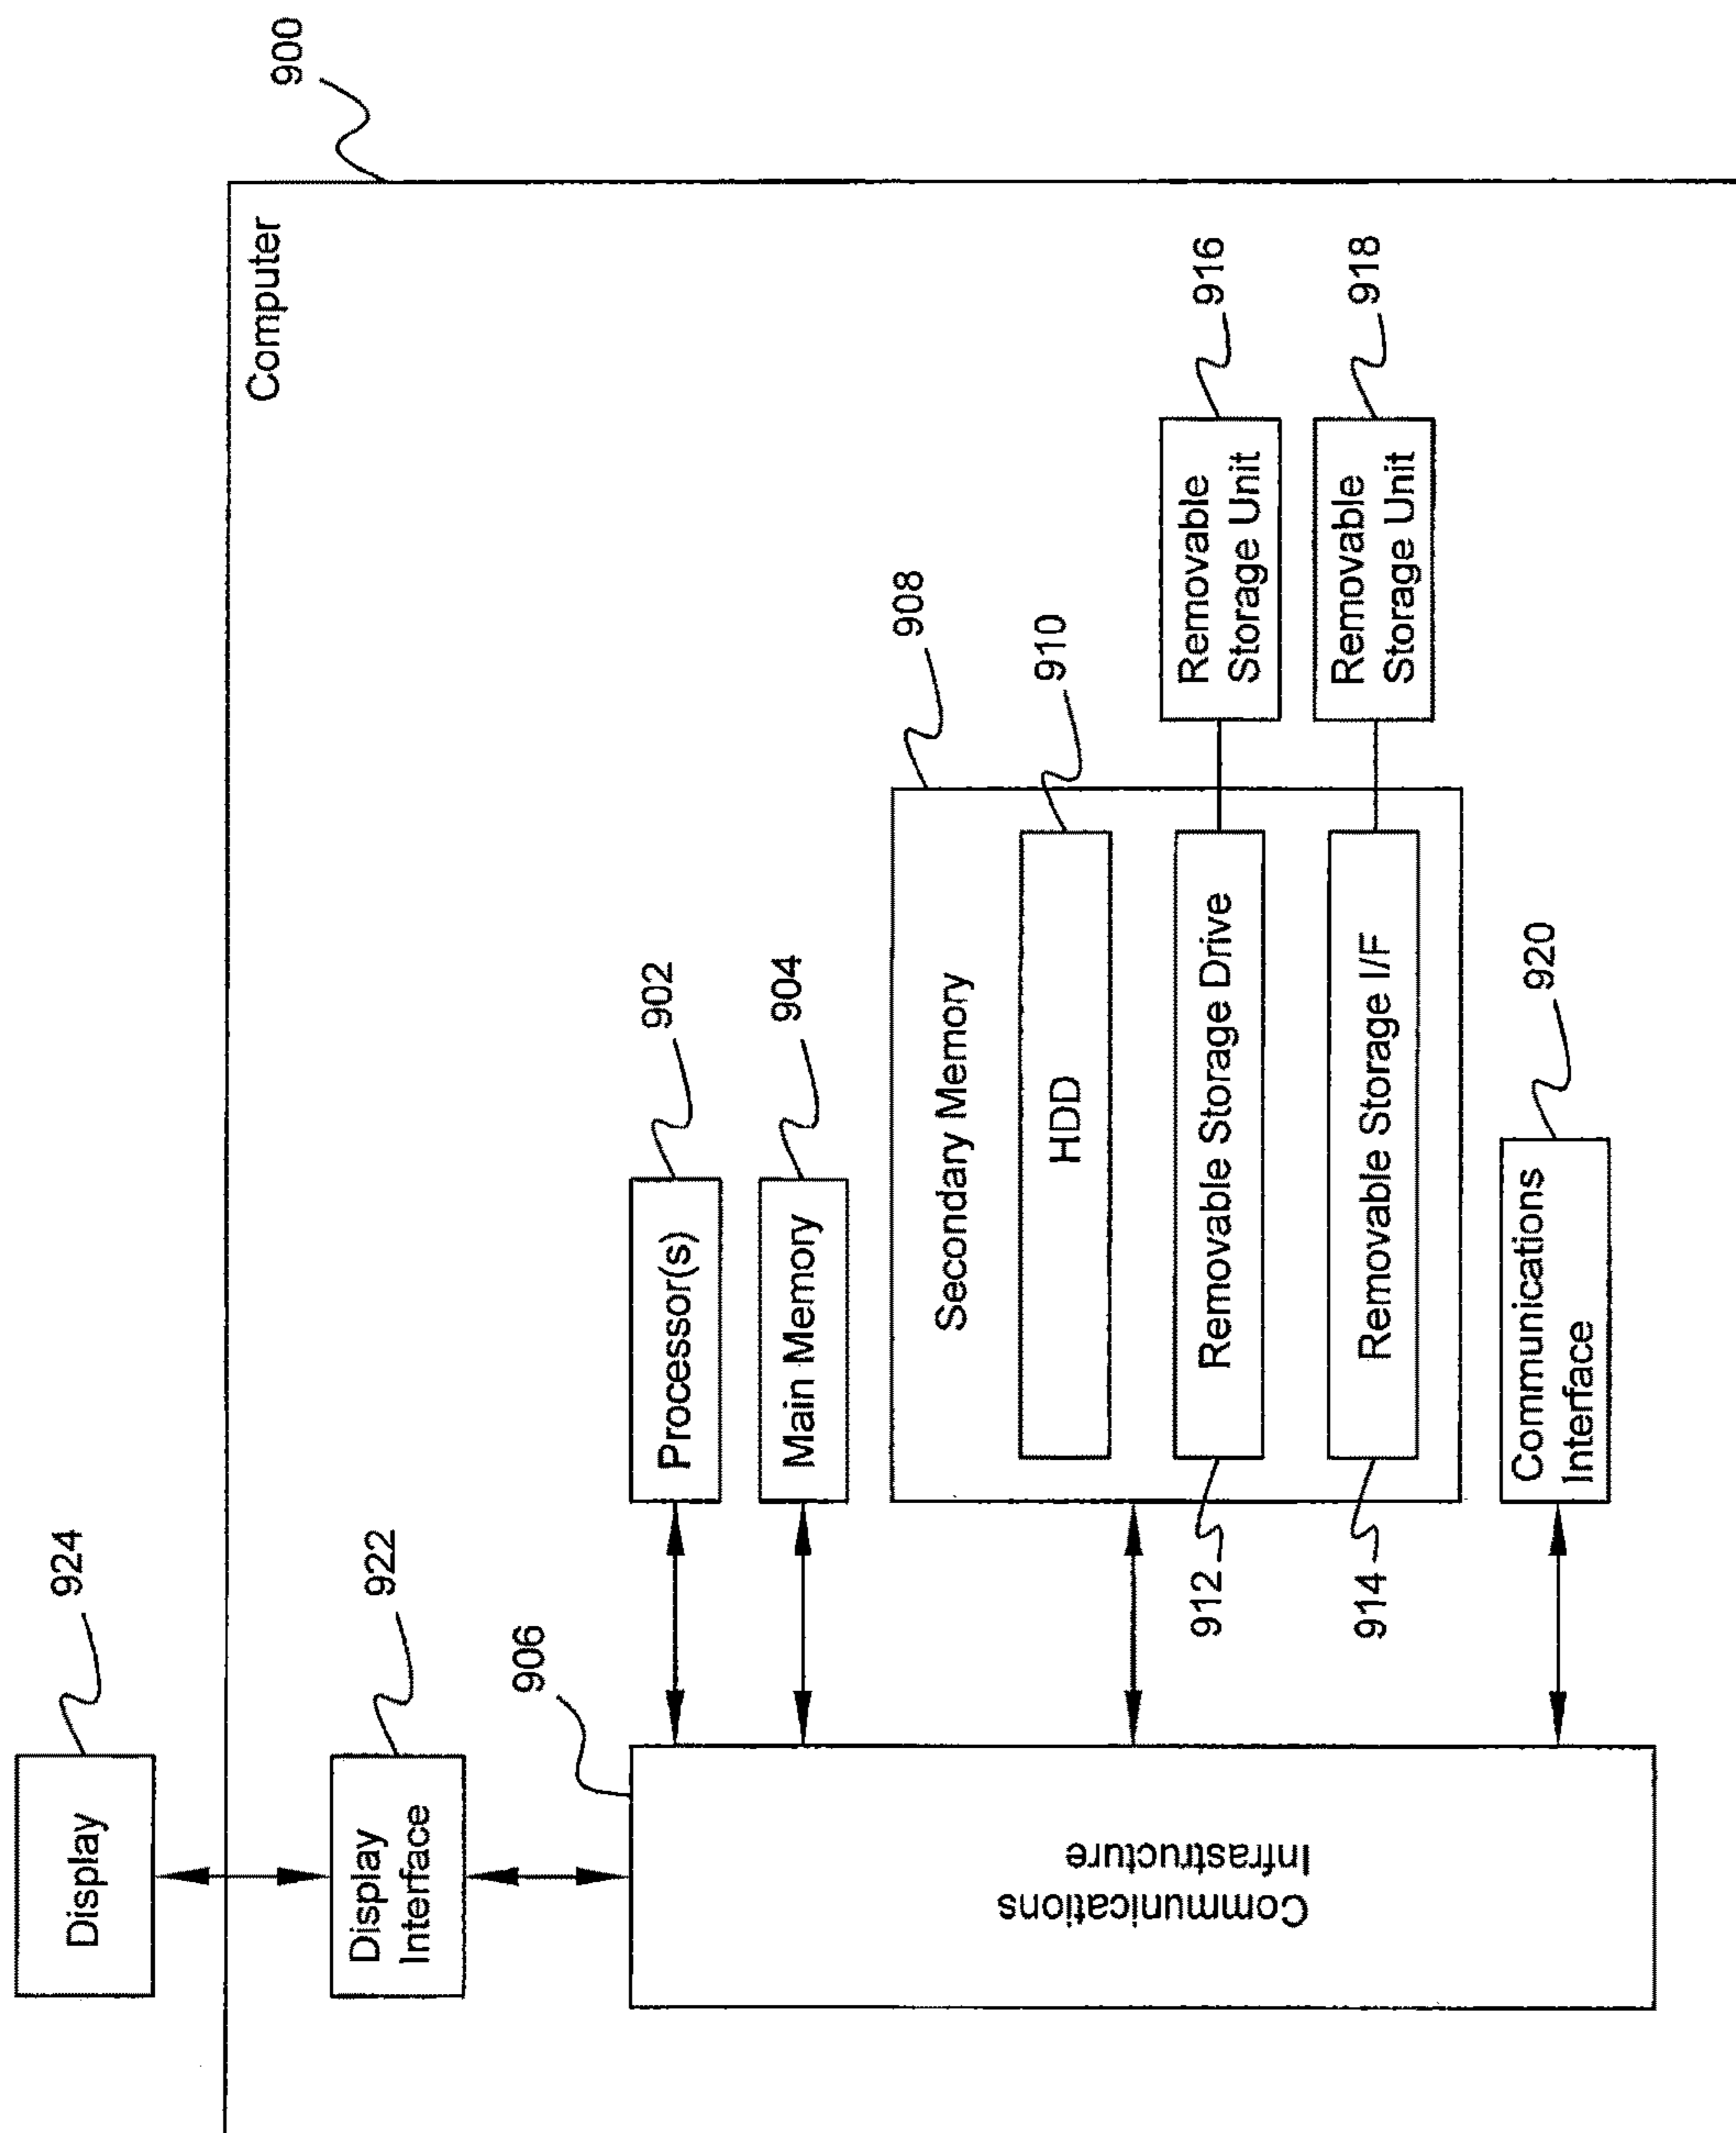 900
Computer
924
Display
922
Display
Interface
906
Communications
Infrastructure
902
Processor(s)
904
Main Memory
908
Secondary Memory
910
HDD
912
Removable Storage Drive
916
Removable
Storage Unit
914
Removable Storage I/F
918
Removable
Storage Unit
920
Communications
Interface